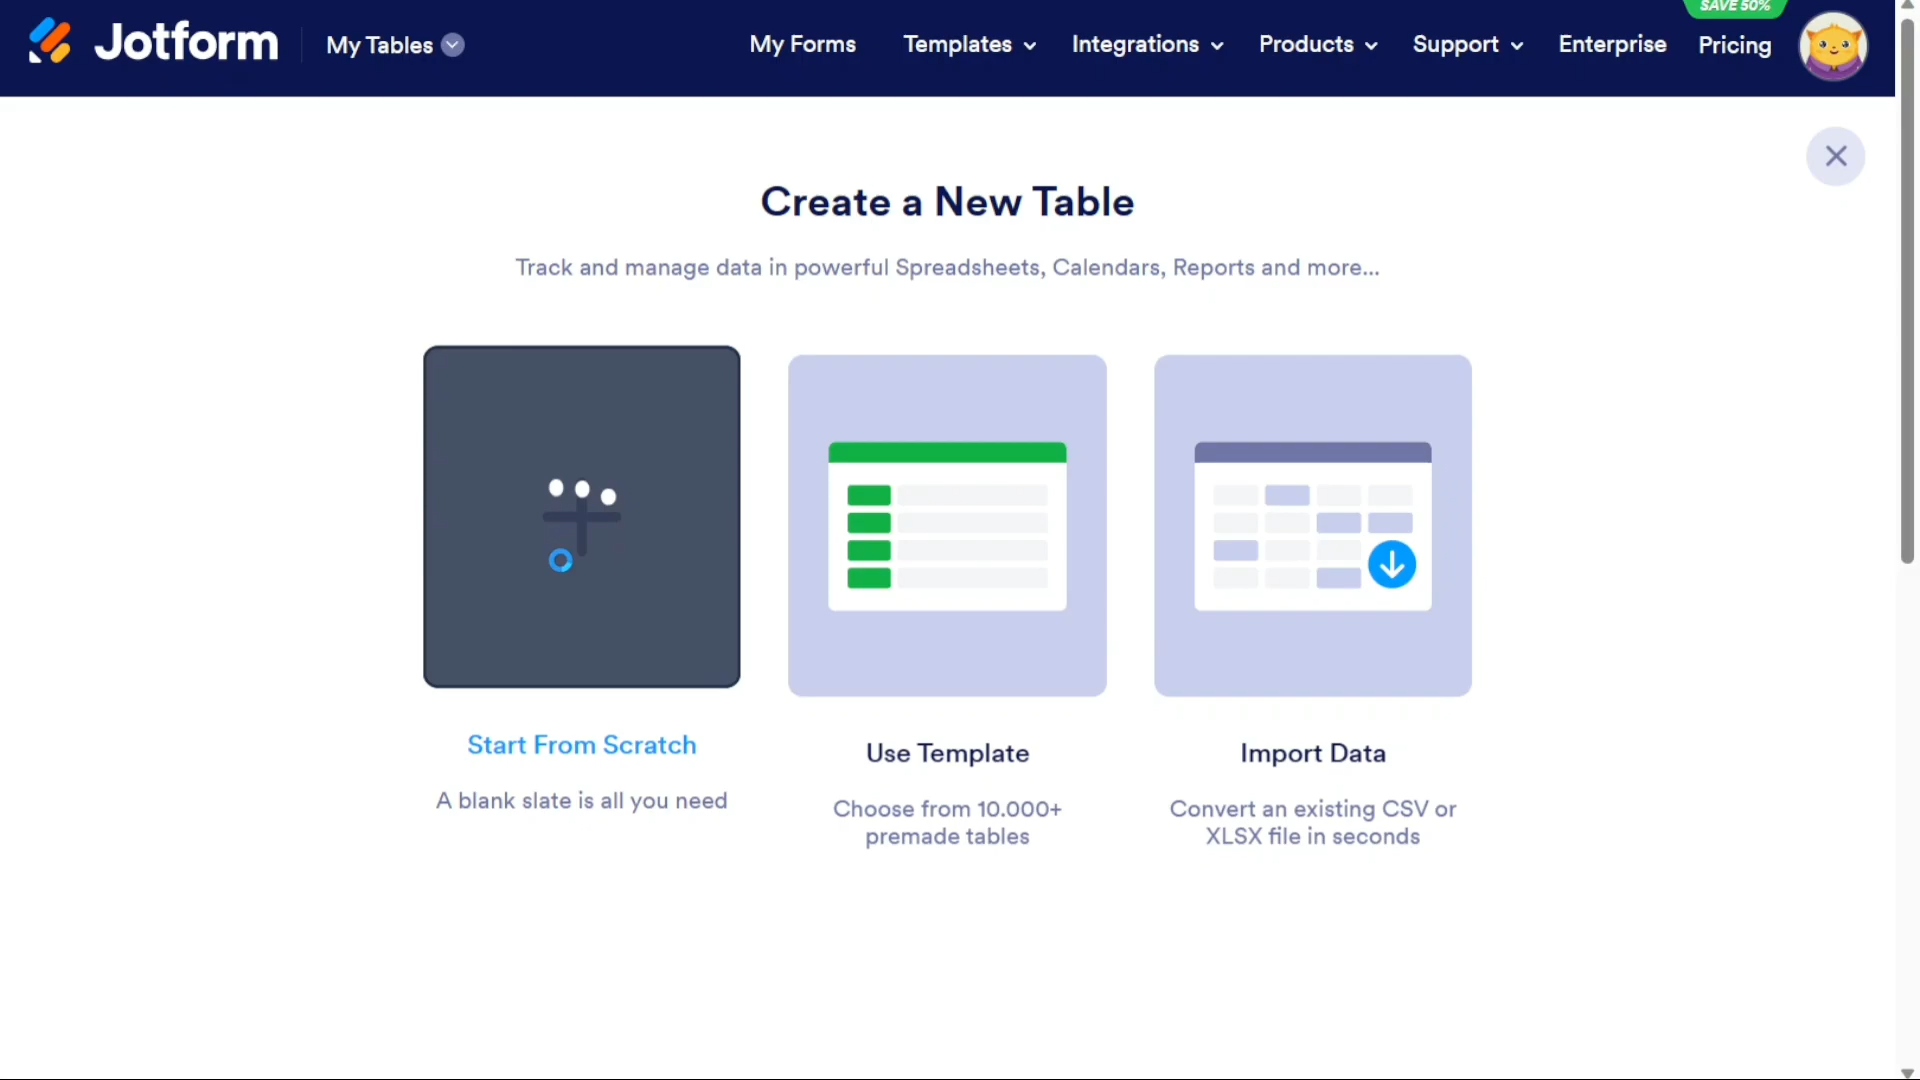 SAVE 50%
Jotform
My Tables
My Forms
Templates
Integrations
Products
Support
Enterprise
Pricing
Create a New Table
Track and manage data in powerful Spreadsheets, Calendars, Reports and more...
Start From Scratch
A blank slate is all you need
Use Template
Choose from 10.000+
premade tables
Import Data
Convert an existing CSV or
XLSX file in seconds